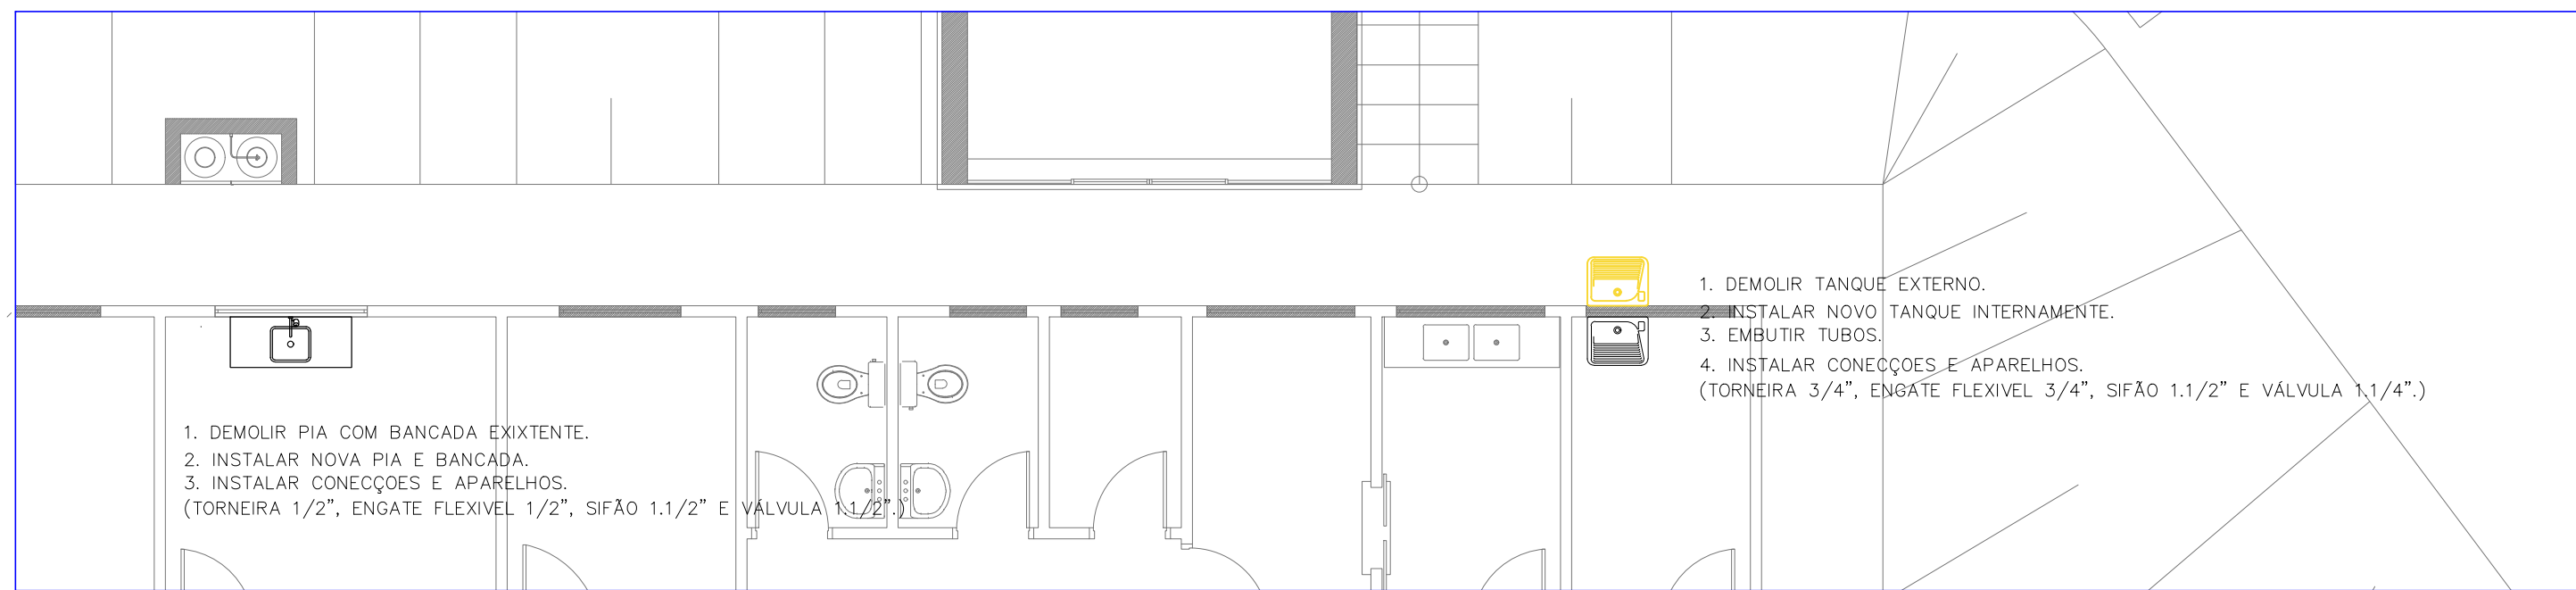 1. DEMOLIR PIA COM BANCADA EXIXTENTE.
2. INSTALAR NOVA PIA E BANCADA.
3. INSTALAR CONECÇOES E APARELHOS.
(TORNEIRA 1/2", ENGATE FLEXIVEL 1/2", SIFÃO 1.1/2" E VÁLVULA 1.1/2".)
1. DEMOLIR TANQUE EXTERNO.
2. INSTALAR NOVO TANQUE INTERNAMENTE.
3. EMBUTIR TUBOS.
4. INSTALAR CONECÇOES E APARELHOS.
(TORNEIRA 3/4", ENGATE FLEXIVEL 3/4", SIFÃO 1.1/2" E VÁLVULA 1.1/4".)